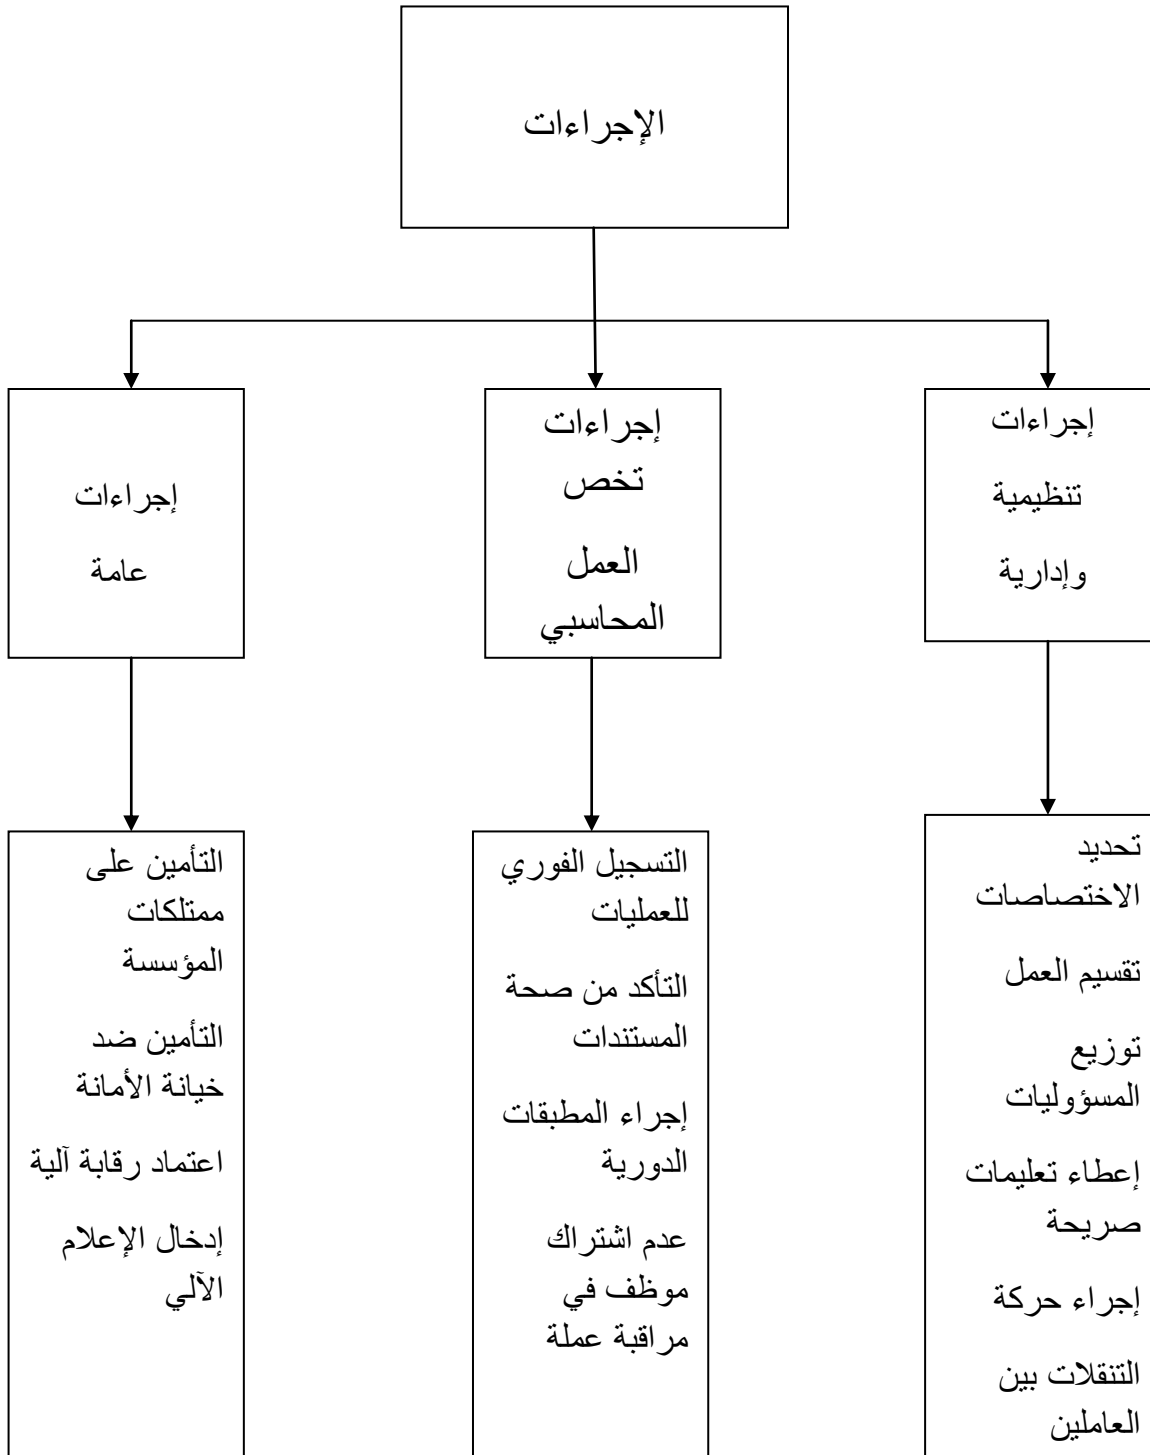 الإجراءات
إجراءات
تنظيمية
وإدارية
إجراءات
تخص
العمل
المحاسبي
إجراءات
عامة
تحديد
الاختصاصات
تقسيم العمل
توزيع
المسؤوليات
إعطاء تعليمات
صريحة
إجراء حركة
التنقلات بين
العاملين
التسجيل الفوري
للعمليات
التأكد من صحة
المستندات
إجراء المطبقات
الدورية
عدم اشتراك
موظف في
مراقبة عملة
التأمين على
ممتلكات
المؤسسة
التأمين ضد
خيانة الأمانة
اعتماد رقابة آلية
إدخال الإعلام
الآلي